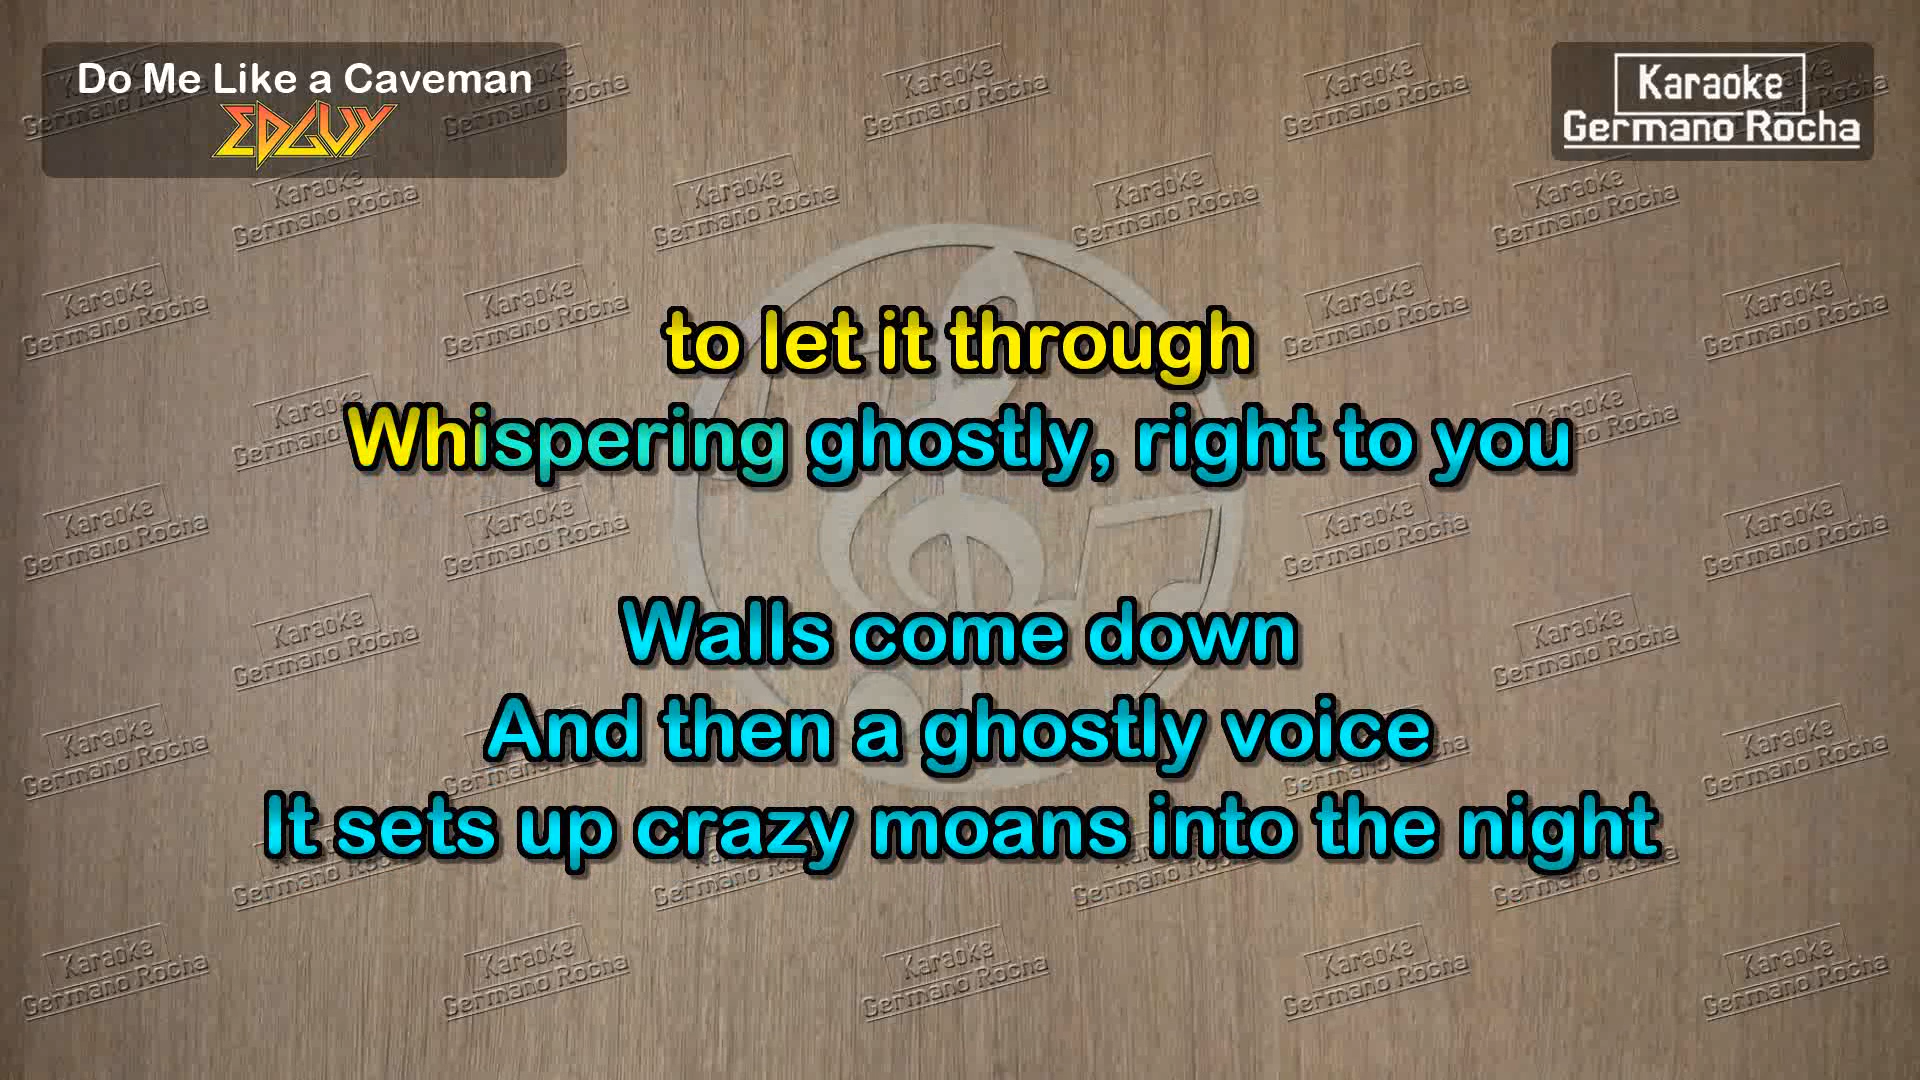 Do Me Like a Caveman
EDGUY
Karaoke
Germano Rocha
to let it through
Whispering ghostly, right to you
Walls come down
And then a ghostly voice
It sets up crazy moans into the night